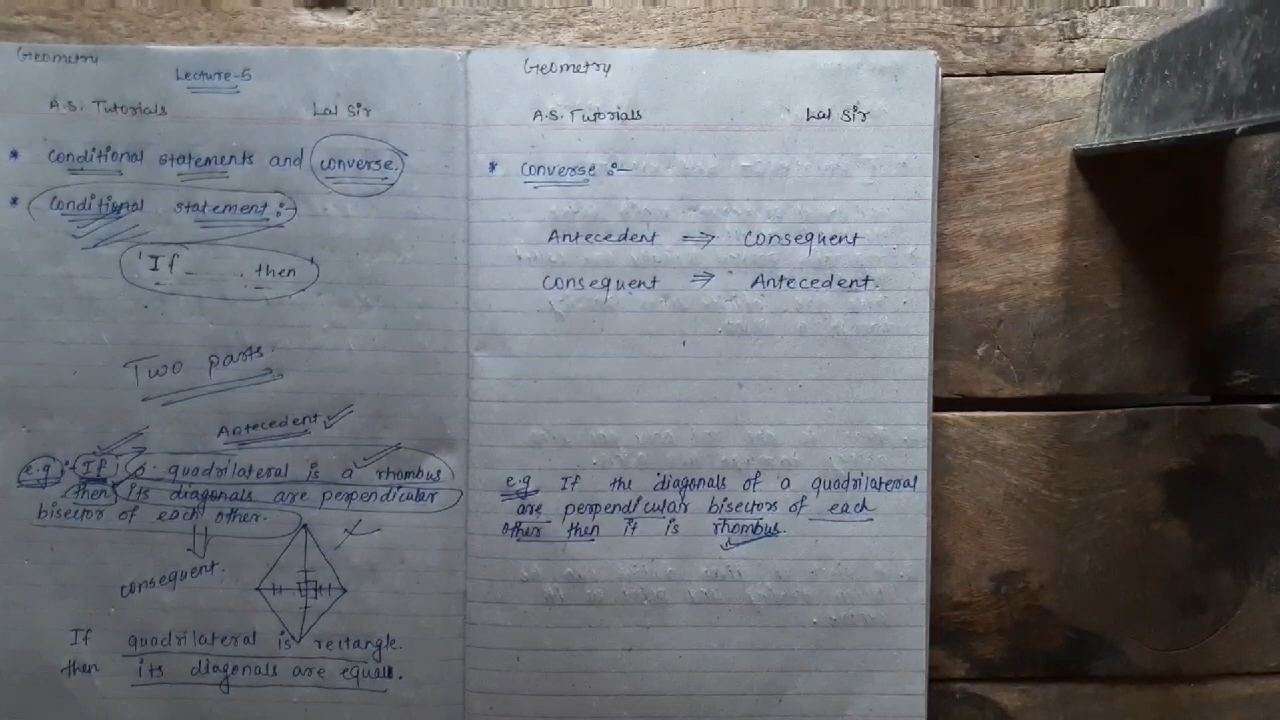 Geometry
Lecture-5
A.S. Tutorials Lal Sir
* Conditional statements and converse.
* Conditional statement :-
'If __ . then'
Two parts.
Antecedent
e.g :- If a quadrilateral is a rhombus
then its diagonals are perpendicular
bisector of each other.
consequent.
If quadrilateral is rectangle.
then its diagonals are equal.
Geometry
A.S. Tutorials Lal Sir
* Converse :-
Antecedent ⇒ Consequent
Consequent ⇒ Antecedent.
e.g If the diagonals of a quadrilateral
are perpendicular bisectors of each
other then it is rhombus.